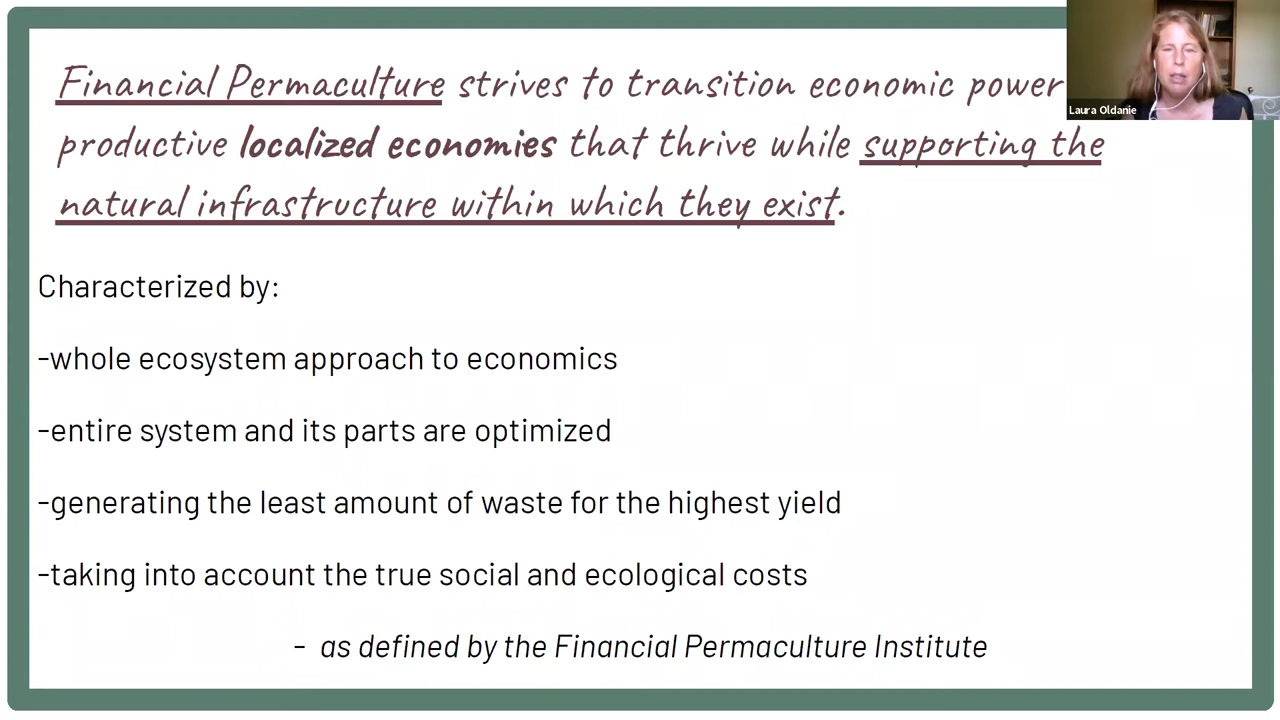 Financial Permaculture strives to transition economic power
Laura Oldanie
productive localized economies that thrive while supporting the
natural infrastructure within which they exist.
Characterized by:
-whole ecosystem approach to economics
-entire system and its parts are optimized
-generating the least amount of waste for the highest yield
-taking into account the true social and ecological costs
- as defined by the Financial Permaculture Institute